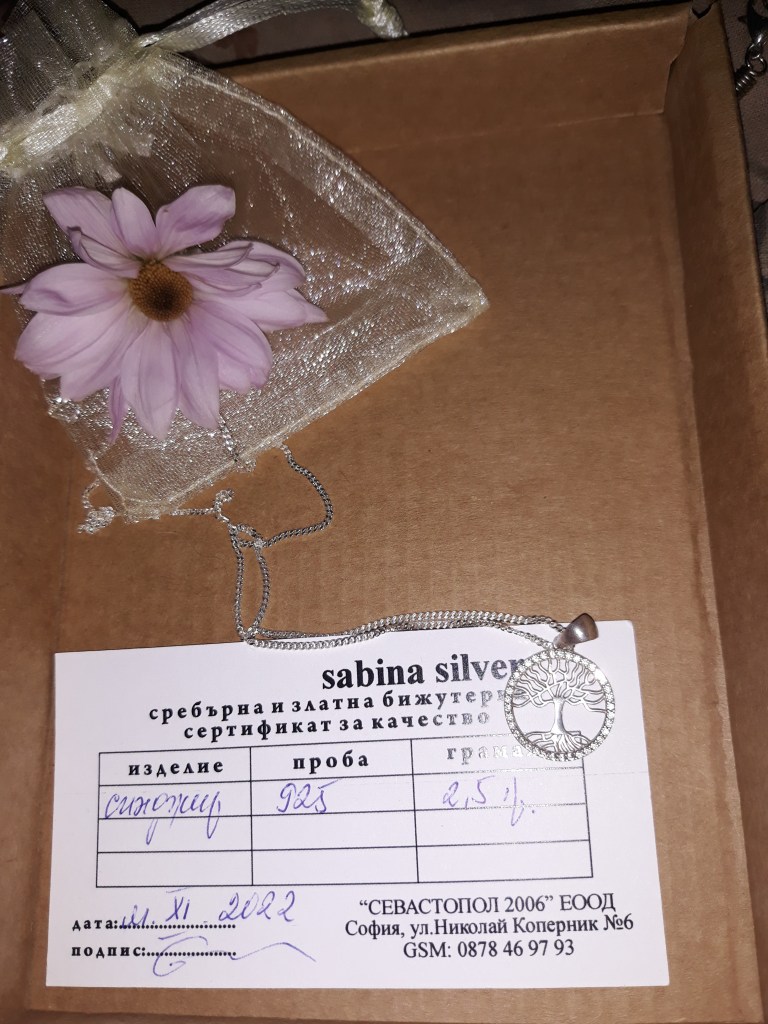 sabina silver
сребърна и златна бижутерия
сертификат за качество
изделие проба грама
синджир 925 2,5 г.
дата: XI 2022
подпис:
"СЕВАСТОПОЛ 2006" ЕООД
София, ул.Николай Коперник №6
GSM: 0878 46 97 93